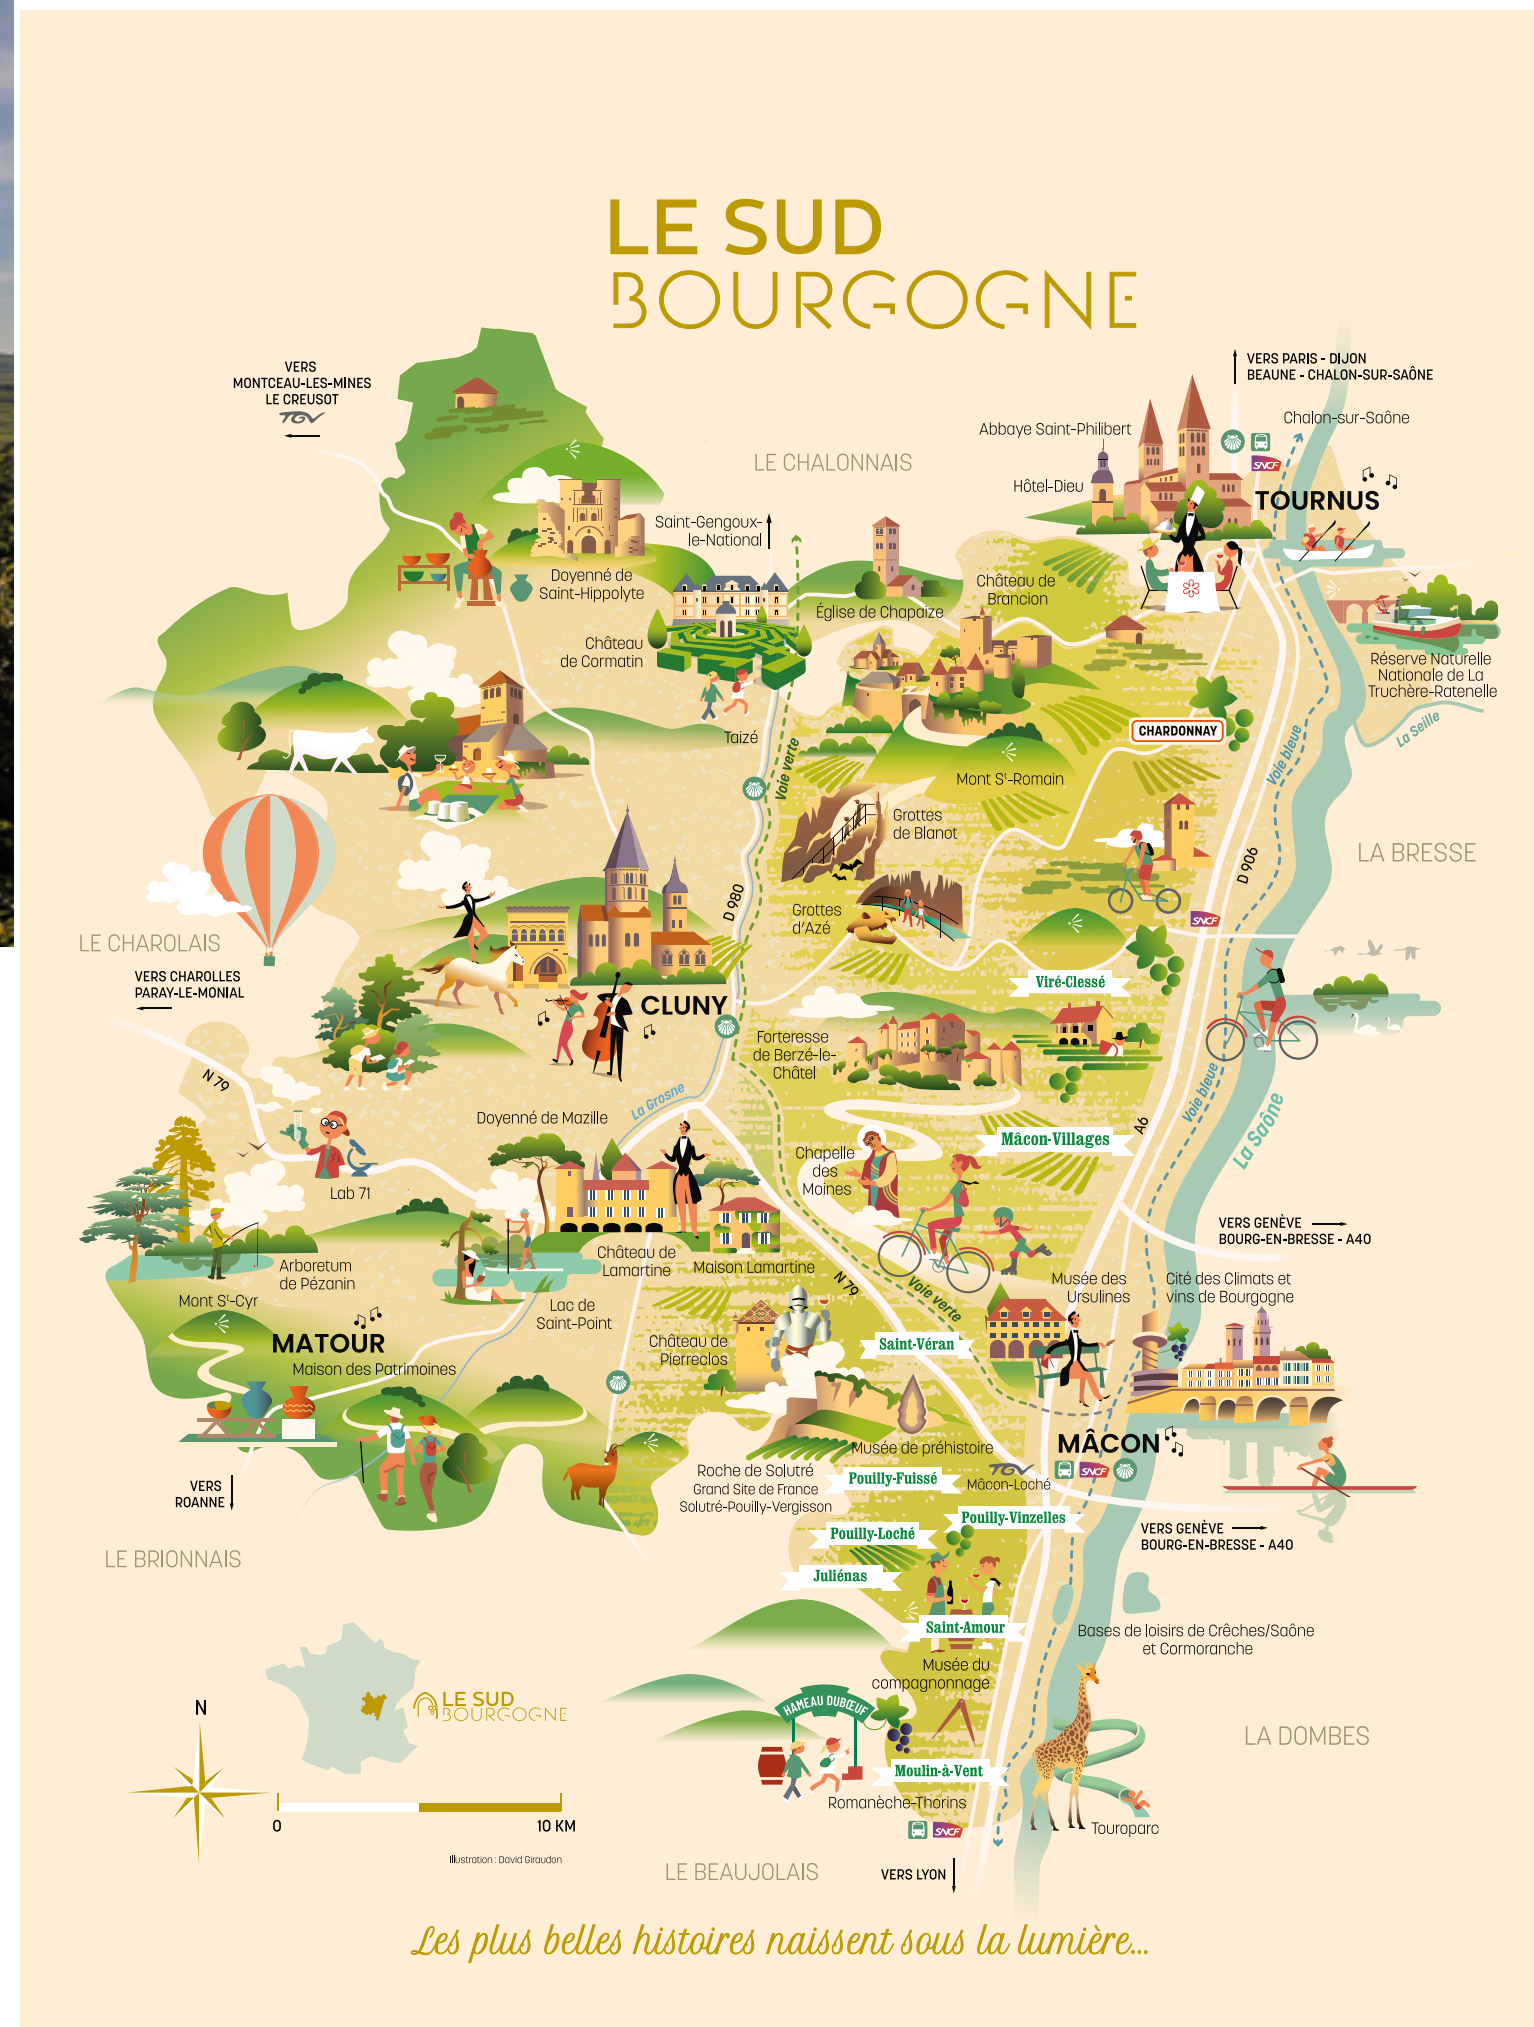 LE SUD
BOURGOGNE
VERS
MONTCEAU-LES-MINES
LE CREUSOT
TGV
VERS PARIS - DIJON
BEAUNE - CHALON-SUR-SAÔNE
Chalon-sur-Saône
Abbaye Saint-Philibert
LE CHALONNAIS
SNCF
Hôtel-Dieu
TOURNUS
Saint-Gengoux-
le-National
Doyenné de
Saint-Hippolyte
Château de
Brancion
Église de Chapaize
Château
de Cormatin
Réserve Naturelle
Nationale de La
Truchère-Ratenelle
La Seille
Taizé
CHARDONNAY
Voie verte
Voie bleue
Mont St-Romain
Grottes
de Blanot
LA BRESSE
D 906
D 980
Grottes
d'Azé
SNCF
LE CHAROLAIS
VERS CHAROLLES
PARAY-LE-MONIAL
Viré-Clessé
CLUNY
Forteresse
de Berzé-le-
Châtel
N 79
La Grosne
Voie bleue
La Saône
Doyenné de Mazille
A6
Mâcon-Villages
Chapelle
des
Moines
Lab 71
VERS GENÈVE
BOURG-EN-BRESSE - A40
Château de
Lamartine
Maison Lamartine
Arboretum
de Pézanin
N 79
Voie verte
Musée des
Ursulines
Cité des Climats et
vins de Bourgogne
Mont St-Cyr
Lac de
Saint-Point
MATOUR
Maison des Patrimoines
Château de
Pierreclos
Saint-Véran
Musée de préhistoire
MÂCON
Roche de Solutré
Grand Site de France
Solutré-Pouilly-Vergisson
Pouilly-Fuissé
TGV
Mâcon-Loché
SNCF
VERS
ROANNE
Pouilly-Vinzelles
Pouilly-Loché
VERS GENÈVE
BOURG-EN-BRESSE - A40
LE BRIONNAIS
Juliénas
Saint-Amour
Bases de loisirs de Crêches/Saône
et Cormoranche
Musée du
compagnonnage
HAMEAU DUBŒUF
LE SUD
BOURGOGNE
N
LA DOMBES
Moulin-à-Vent
Romanèche-Thorins
SNCF
Touroparc
0
10 KM
Illustration : David Giraudon
LE BEAUJOLAIS
VERS LYON
Les plus belles histoires naissent sous la lumière...